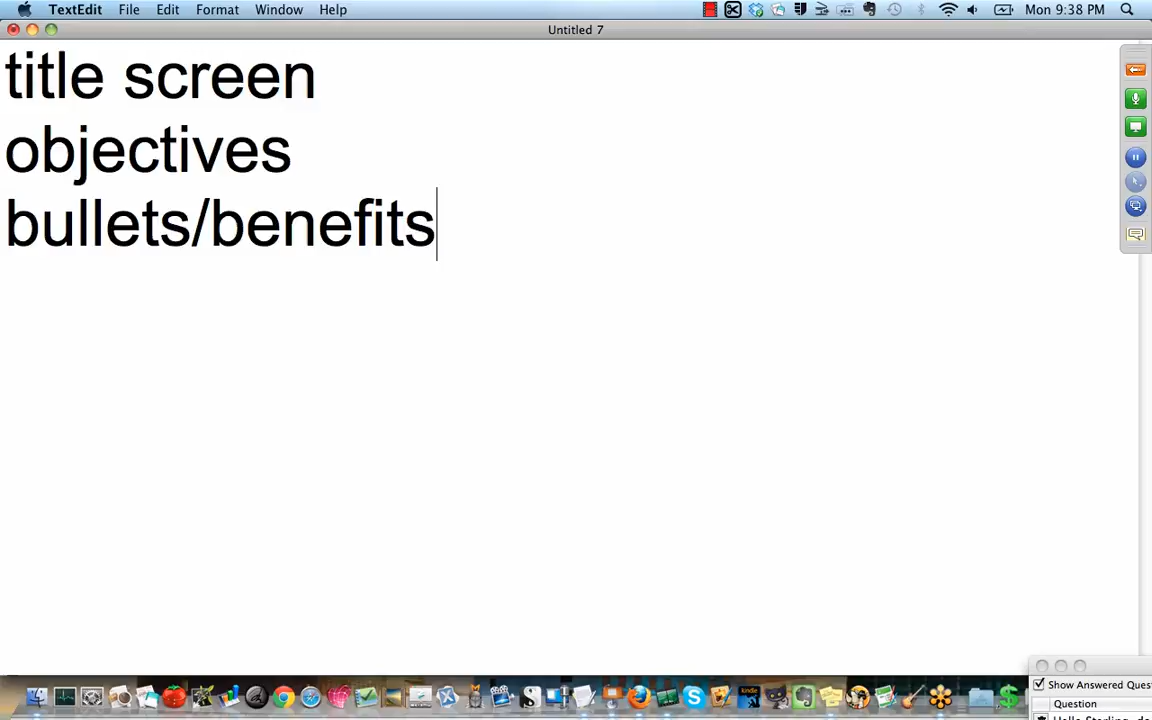 TextEdit File Edit Format Window Help Mon 9:38 PM
Untitled 7
title screen
objectives
bullets/benefits
Show Answered Ques
Question